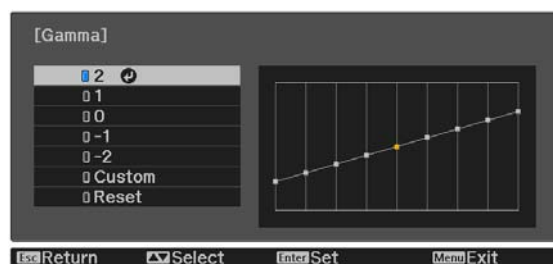 [Gamma]
2
1
0
-1
-2
Custom
Reset
Esc Return Select Enter Set Menu Exit